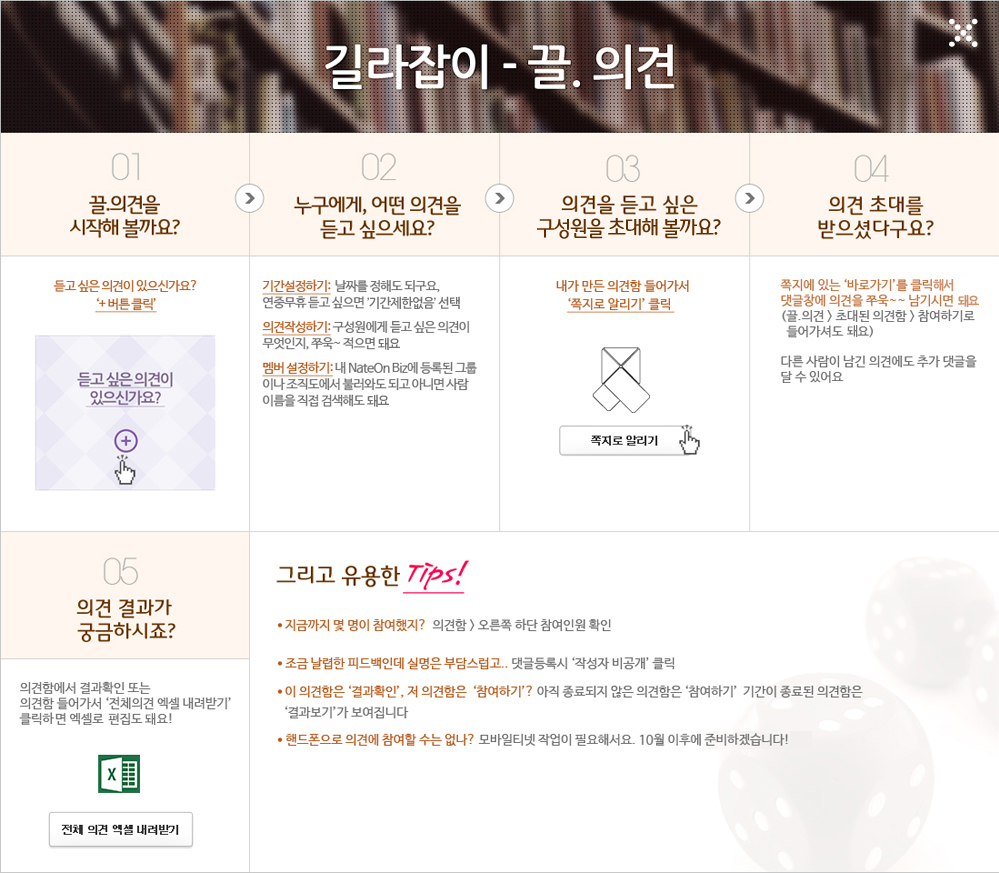 길라잡이 - 끌. 의견
01
끌.의견을
시작해 볼까요?
듣고 싶은 의견이 있으신가요?
‘+ 버튼 클릭’
듣고 싶은 의견이
있으신가요?
02
누구에게, 어떤 의견을
듣고 싶으세요?
기간설정하기: 날짜를 정해도 되구요,
연중무휴 듣고 싶으면 '기간제한없음' 선택
의견작성하기: 구성원에게 듣고 싶은 의견이
무엇인지, 쭈욱~ 적으면 돼요
멤버 설정하기: 내 NateOn Biz에 등록된 그룹
이나 조직도에서 불러와도 되고 아니면 사람
이름을 직접 검색해도 돼요
03
의견을 듣고 싶은
구성원을 초대해 볼까요?
내가 만든 의견함 들어가서
‘쪽지로 알리기’ 클릭
쪽지로 알리기
04
의견 초대를
받으셨다구요?
쪽지에 있는 ‘바로가기’를 클릭해서
댓글창에 의견을 쭈욱~~ 남기시면 돼요
(끌.의견 > 초대된 의견함 > 참여하기로
들어가셔도 돼요)
다른 사람이 남긴 의견에도 추가 댓글을
달 수 있어요
05
의견 결과가
궁금하시죠?
의견함에서 결과확인 또는
의견함 들어가서 ‘전체의견 엑셀 내려받기’
클릭하면 엑셀로 편집도 돼요!
X
전체 의견 엑셀 내려받기
그리고 유용한 Tips!
• 지금까지 몇 명이 참여했지? 의견함 > 오른쪽 하단 참여인원 확인
• 조금 날렵한 피드백인데 실명은 부담스럽고.. 댓글등록시 ‘작성자 비공개’ 클릭
• 이 의견함은 ‘결과확인’, 저 의견함은 ‘참여하기’? 아직 종료되지 않은 의견함은 ‘참여하기’ 기간이 종료된 의견함은
‘결과보기’가 보여집니다
• 핸드폰으로 의견에 참여할 수는 없나? 모바일티넷 작업이 필요해서요. 10월 이후에 준비하겠습니다!